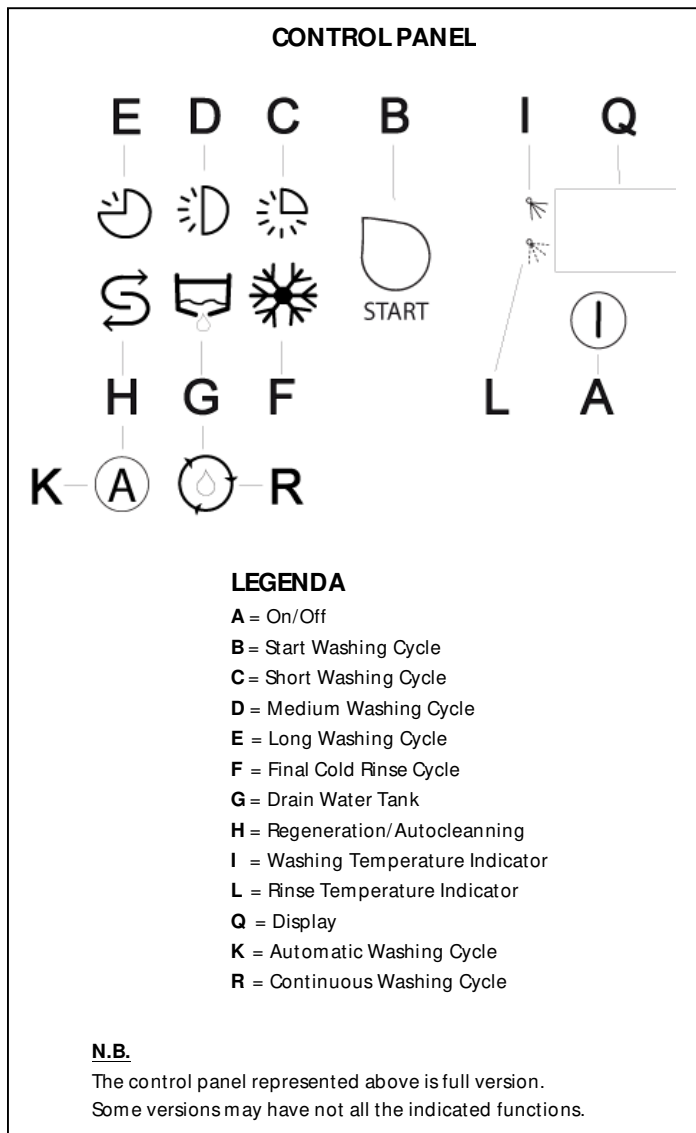 CONTROL PANEL
E D C B I Q
START
H G F L A
K A R
LEGENDA
A = On/Off
B = Start Washing Cycle
C = Short Washing Cycle
D = Medium Washing Cycle
E = Long Washing Cycle
F = Final Cold Rinse Cycle
G = Drain Water Tank
H = Regeneration/Autocleanning
I = Washing Temperature Indicator
L = Rinse Temperature Indicator
Q = Display
K = Automatic Washing Cycle
R = Continuous Washing Cycle
N.B.
The control panel represented above is full version.
Some versions may have not all the indicated functions.